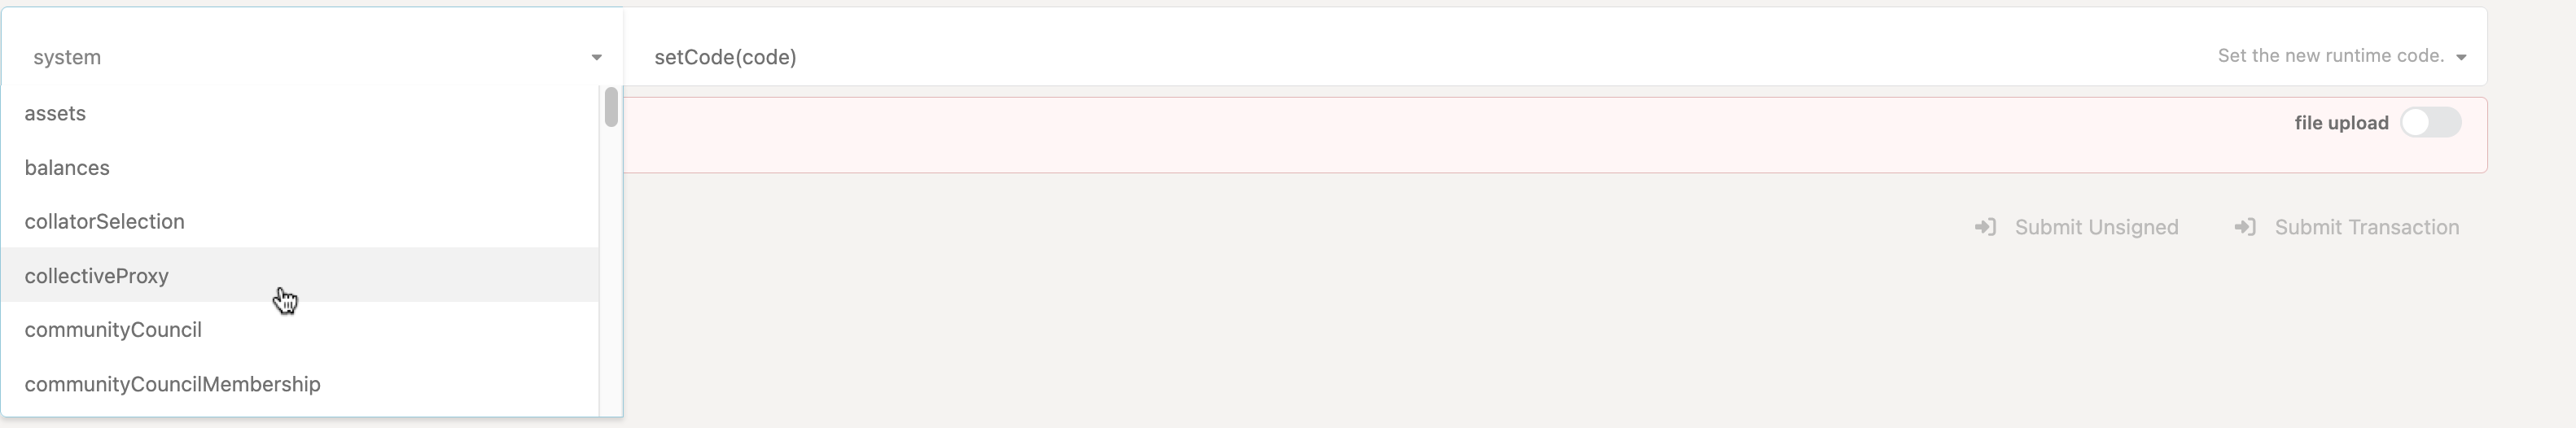 system
setCode(code)
Set the new runtime code.
assets
balances
collatorSelection
collectiveProxy
communityCouncil
communityCouncilMembership
file upload
Submit Unsigned
Submit Transaction